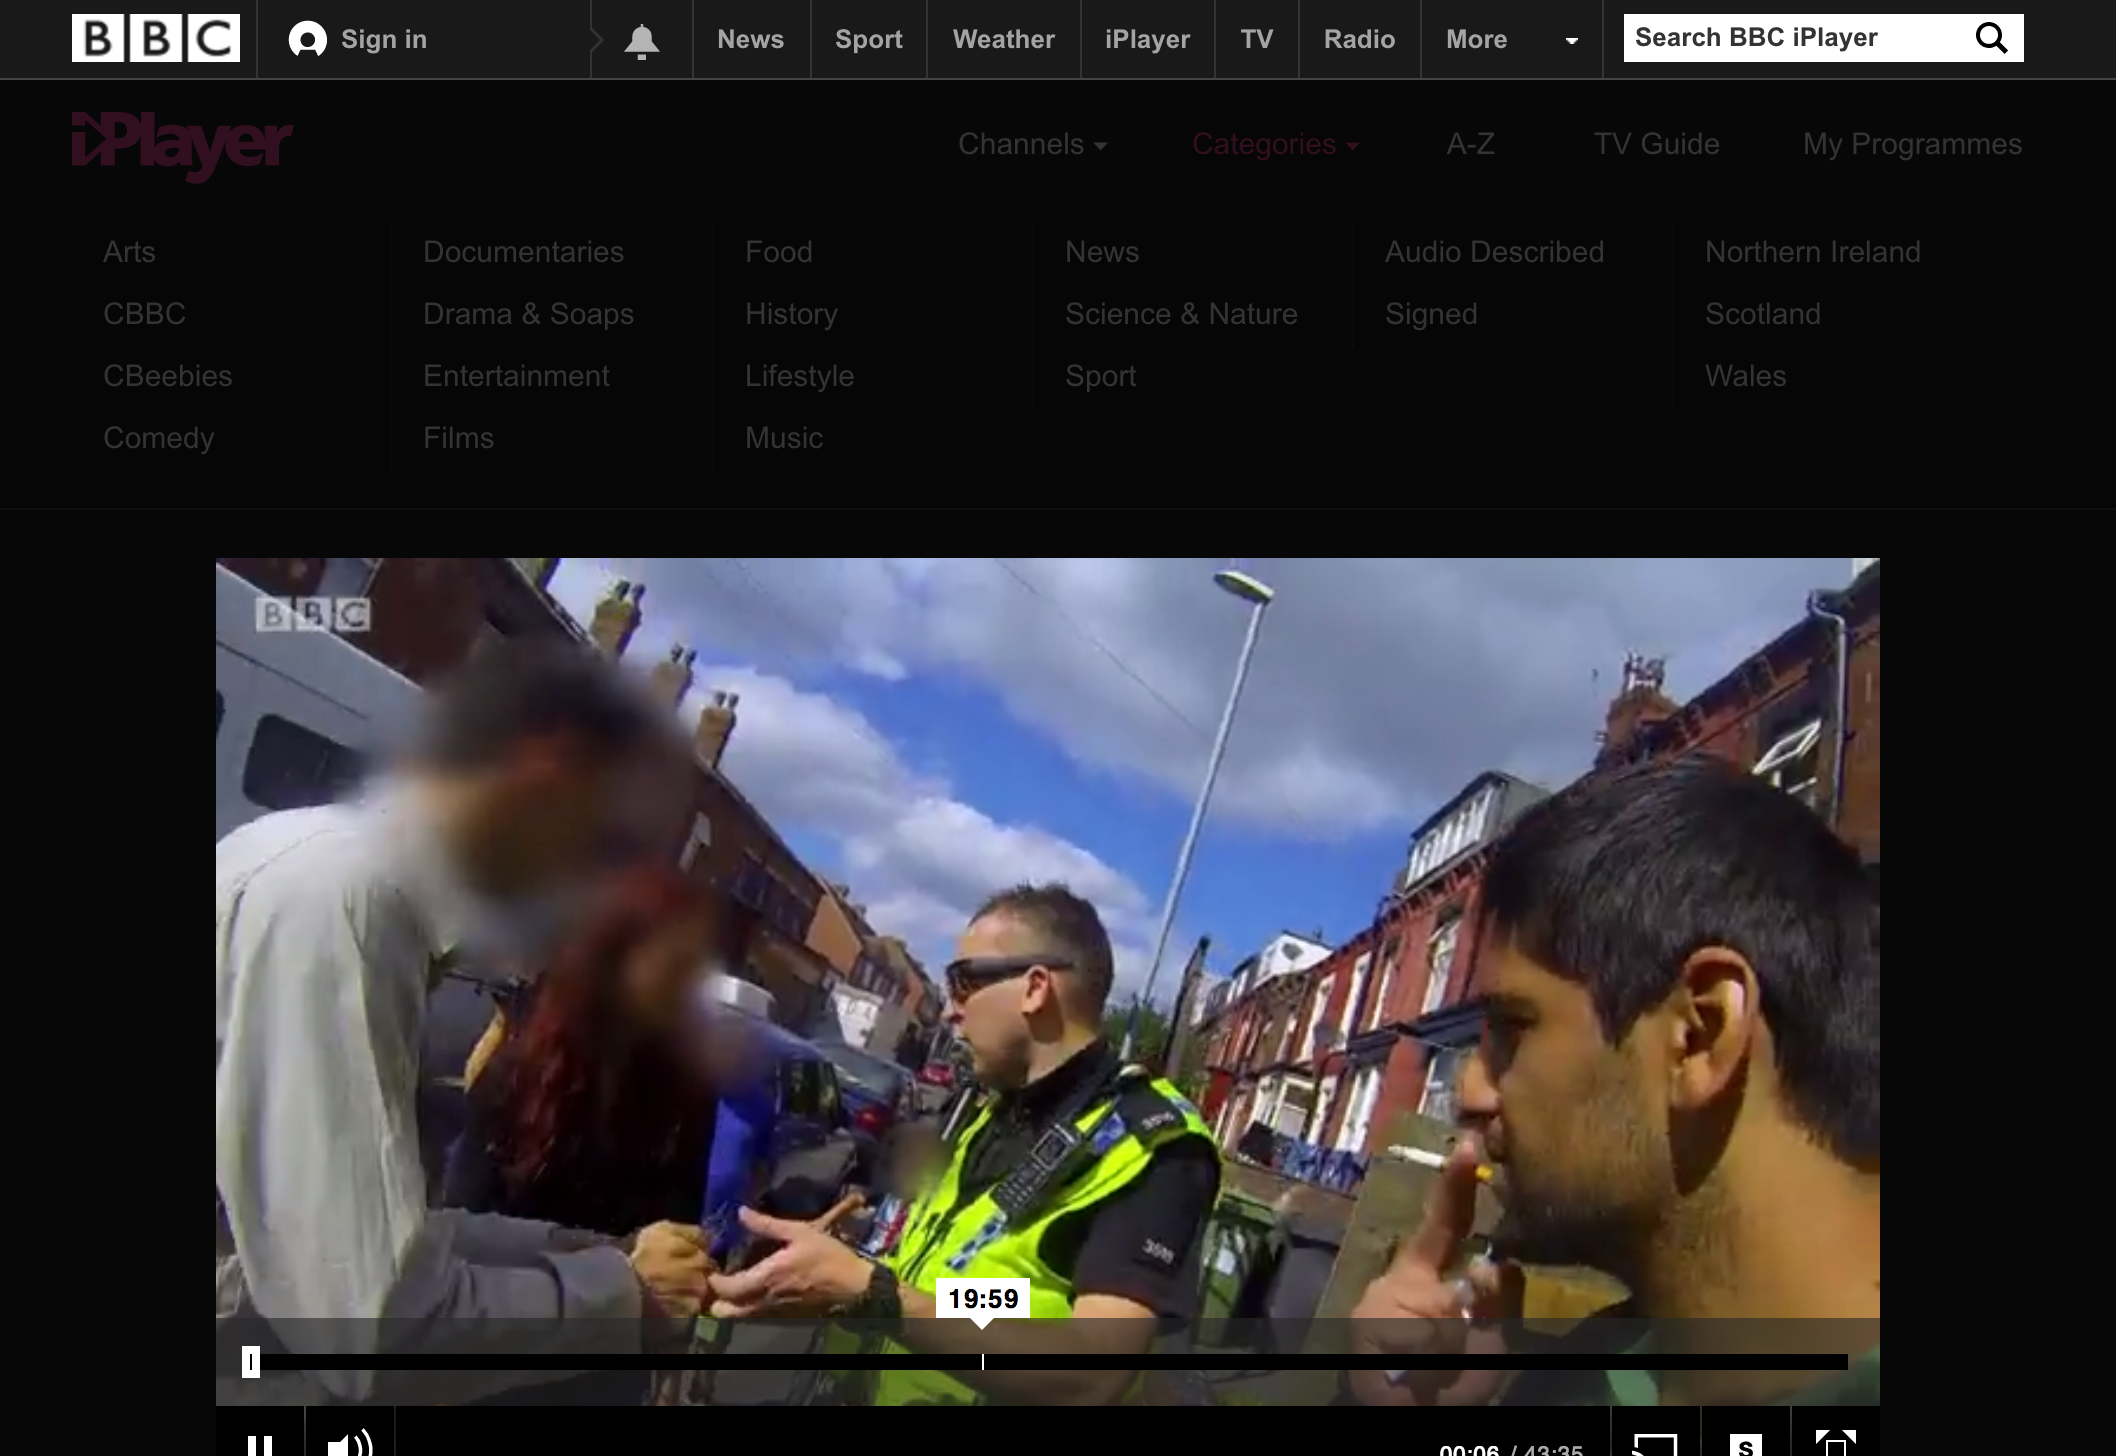 BBC Sign in News Sport Weather iPlayer TV Radio More Search BBC iPlayer
iPlayer Channels Categories A-Z TV Guide My Programmes
Arts Documentaries Food News Audio Described Northern Ireland
CBBC Drama & Soaps History Science & Nature Signed Scotland
CBeebies Entertainment Lifestyle Sport Wales
Comedy Films Music
BBC
19:59
00:06 / 43:35
S